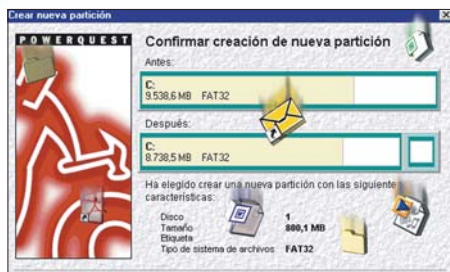 Crear nueva partición
POWERQUEST
Confirmar creación de nueva partición
Antes:
C:
9.538,6 MB FAT32
Después:
C:
8.738,5 MB FAT32
Ha elegido crear una nueva partición con las siguiente
características:
Disco 1
Tamaño 800,1 MB
Etiqueta
Tipo de sistema de archivos FAT32